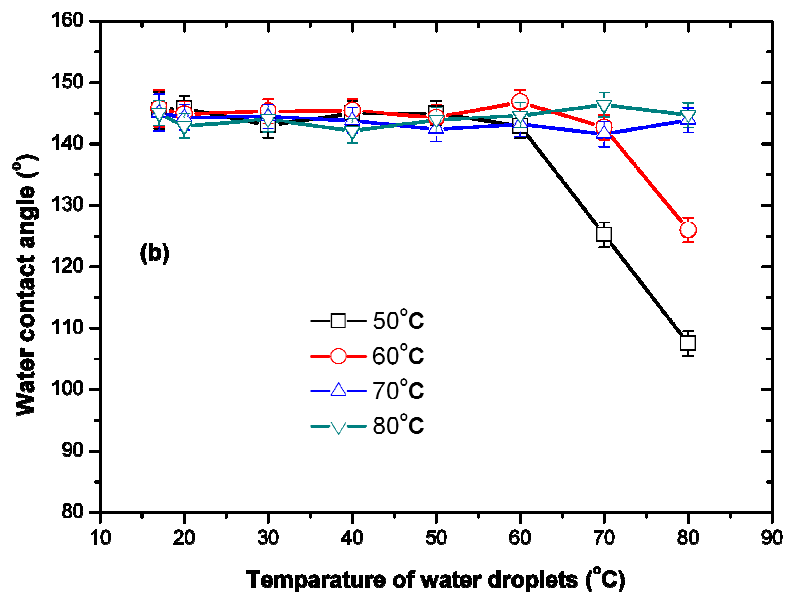 160
150
140
130
120
110
100
90
80
Water contact angle (°)
(b)
50°C
60°C
70°C
80°C
10 20 30 40 50 60 70 80 90
Temparature of water droplets (°C)